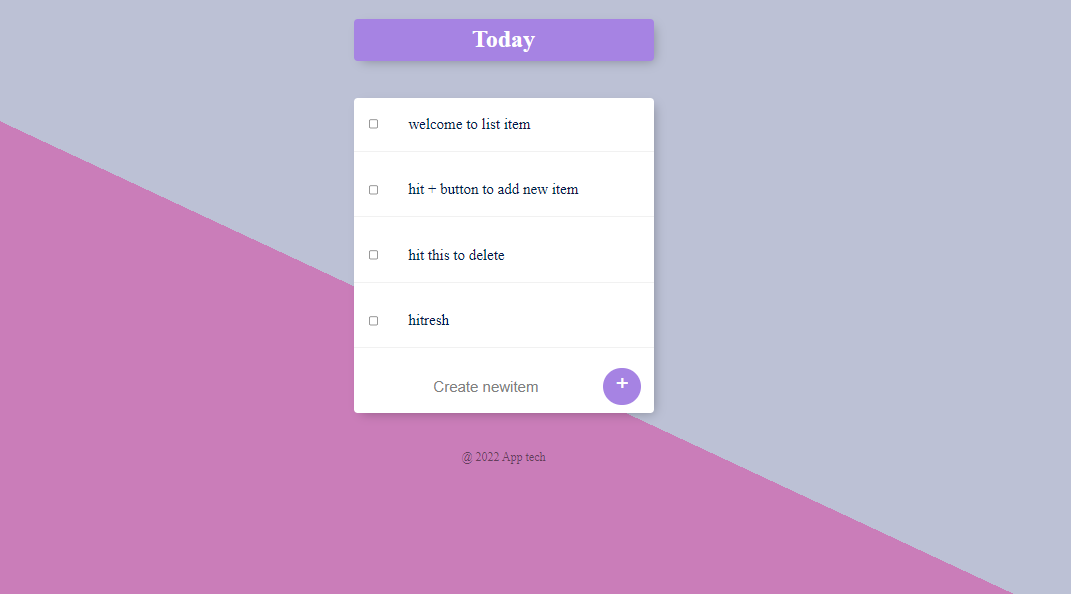 Today
welcome to list item
hit + button to add new item
hit this to delete
hitresh
Create newitem
+
@ 2022 App tech